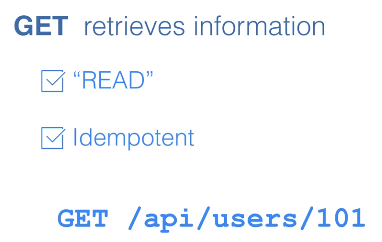 GET retrieves information
“READ”
Idempotent
GET /api/users/101